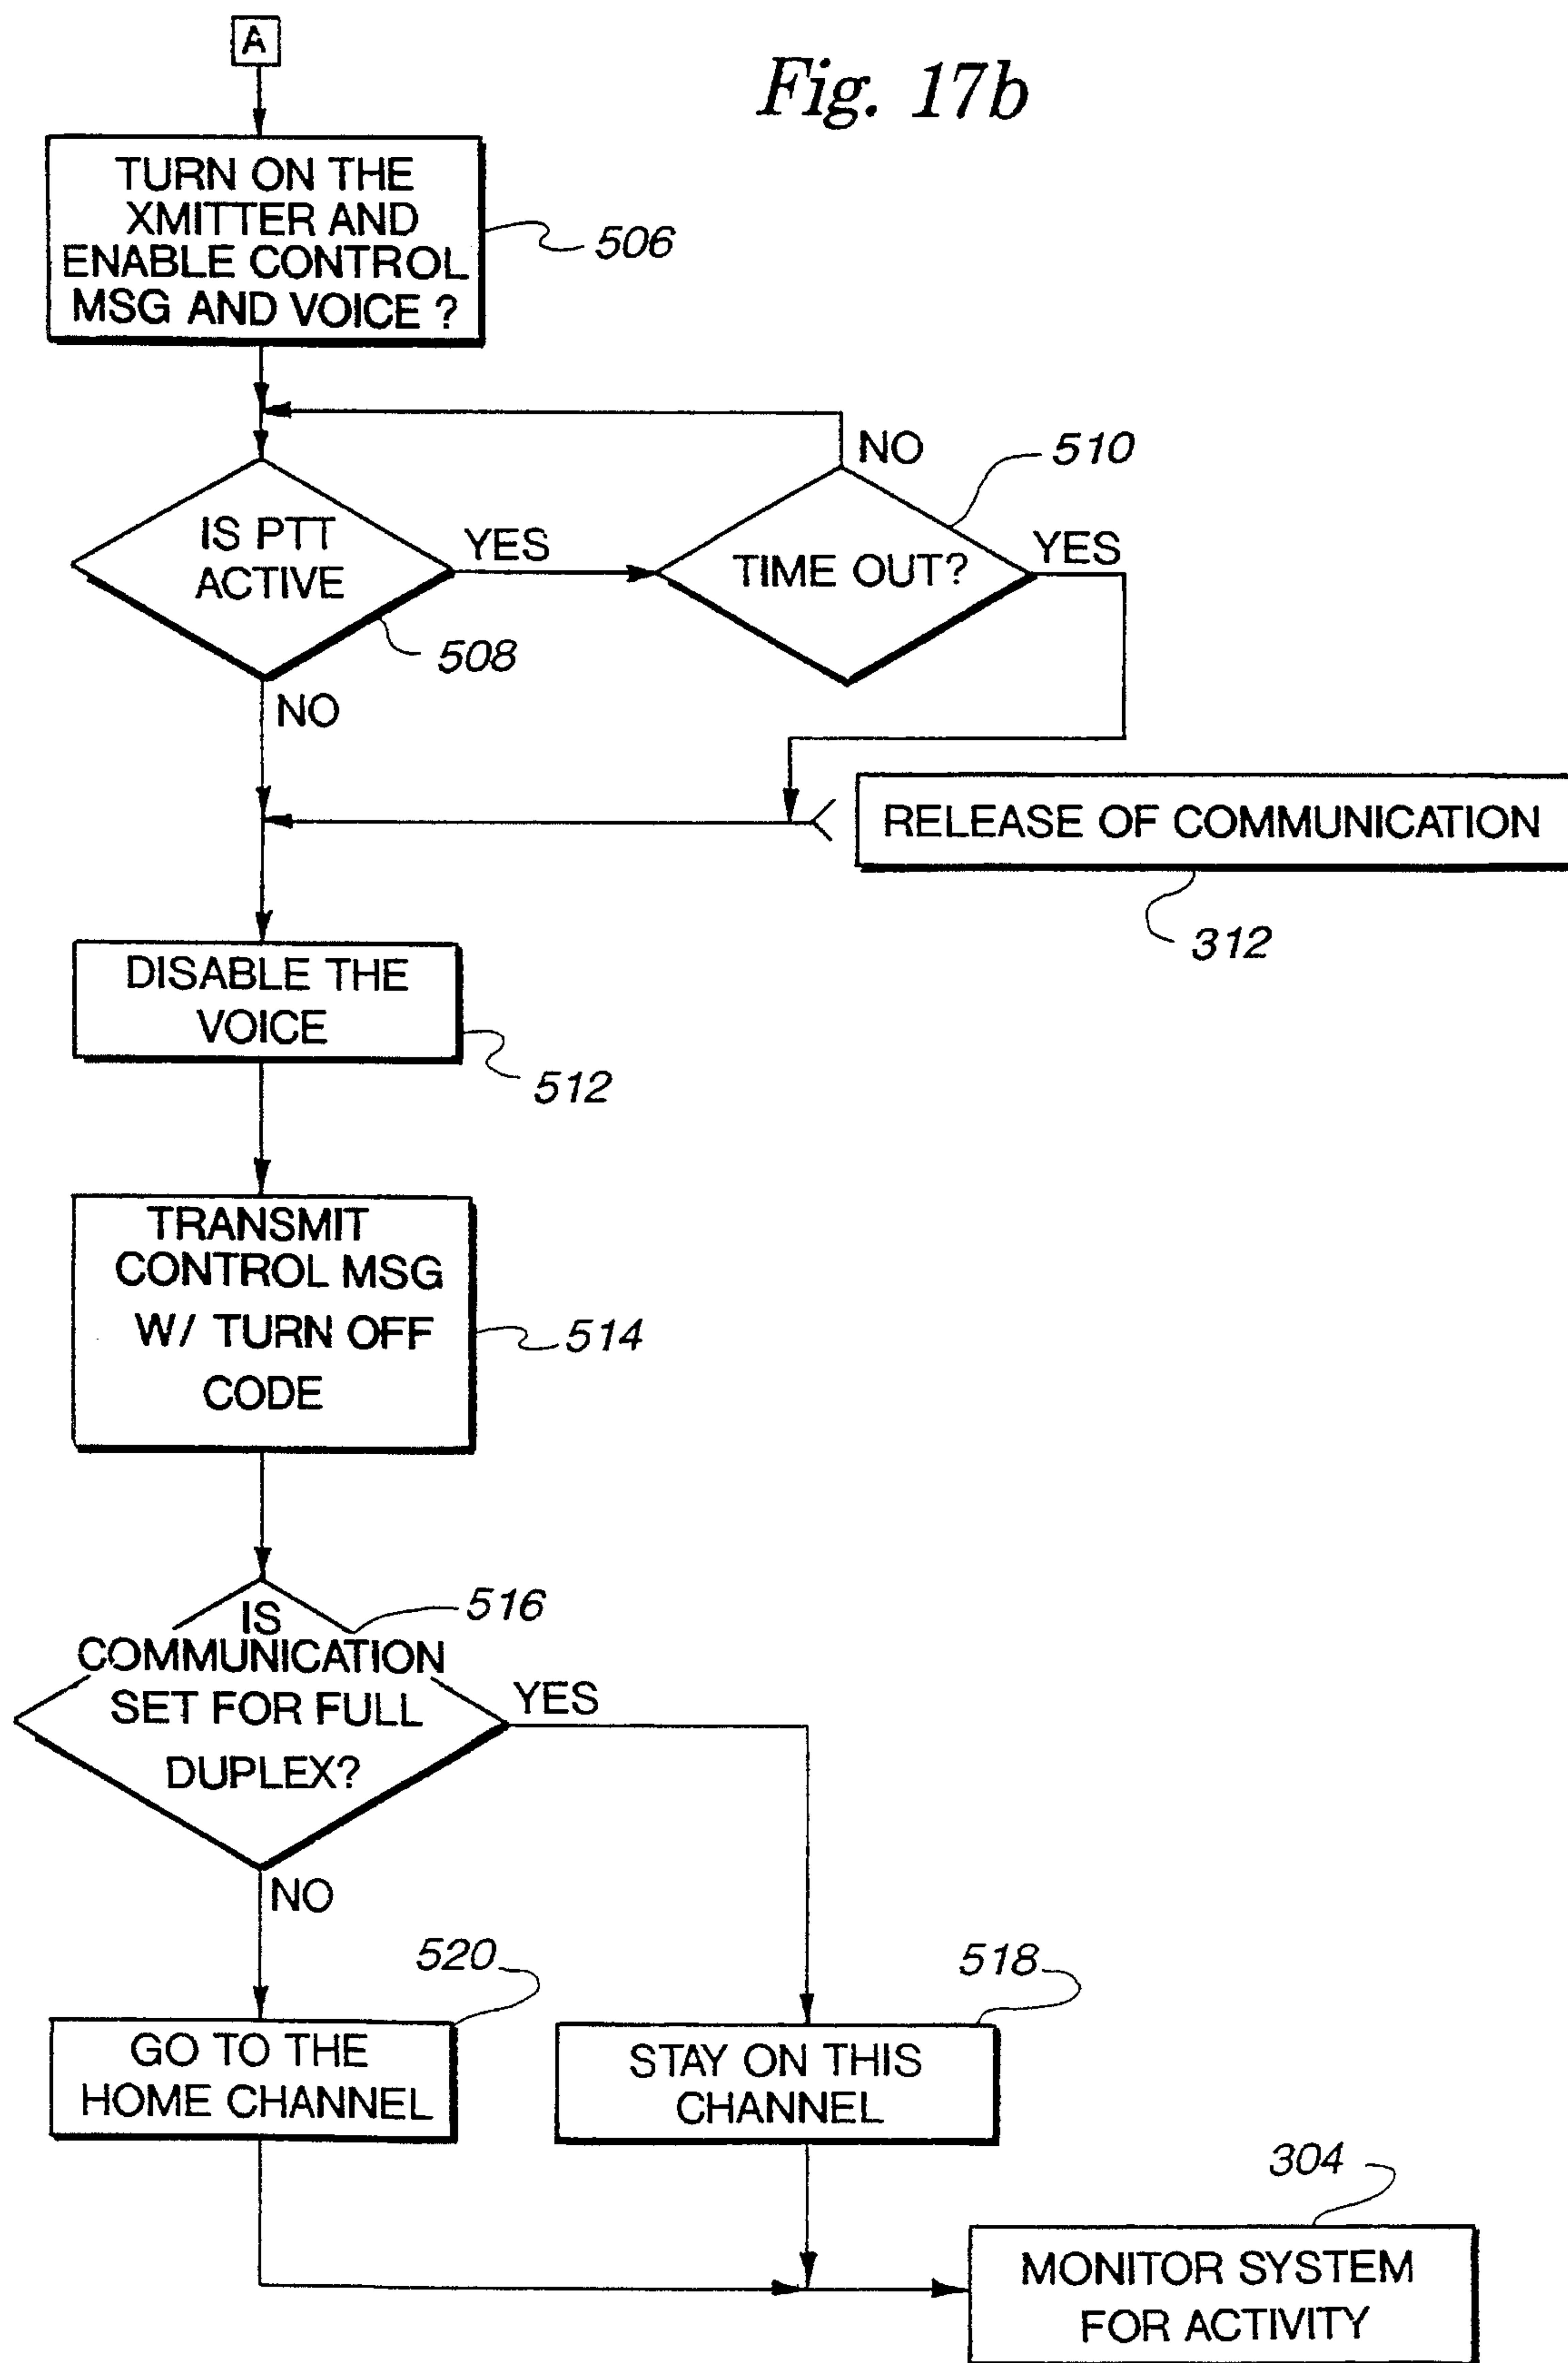 A
Fig. 17b
TURN ON THE
XMITTER AND
ENABLE CONTROL
MSG AND VOICE ?
506
NO
510
IS PTT
ACTIVE
YES
TIME OUT?
YES
508
NO
RELEASE OF COMMUNICATION
312
DISABLE THE
VOICE
512
TRANSMIT
CONTROL MSG
W/ TURN OFF
CODE
514
IS
COMMUNICATION
SET FOR FULL
DUPLEX?
516
YES
NO
520
518
GO TO THE
HOME CHANNEL
STAY ON THIS
CHANNEL
304
MONITOR SYSTEM
FOR ACTIVITY